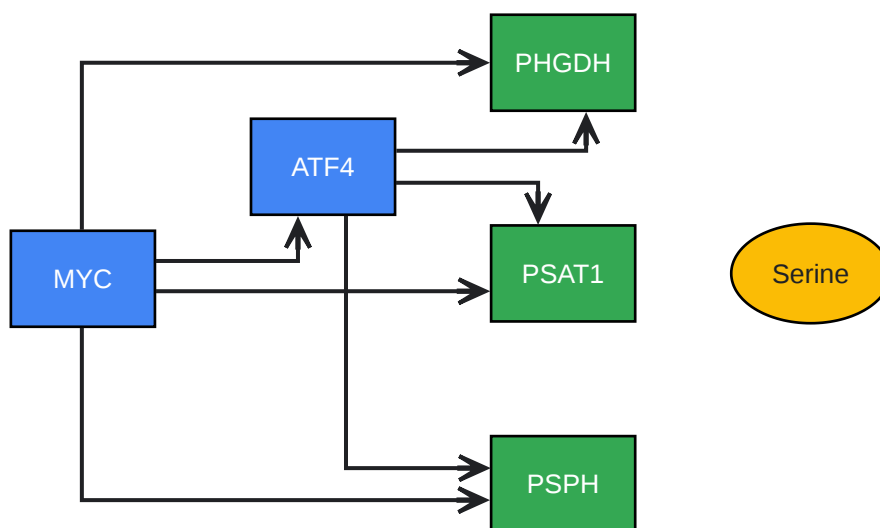 PHGDH
ATF4
MYC
PSAT1
Serine
PSPH